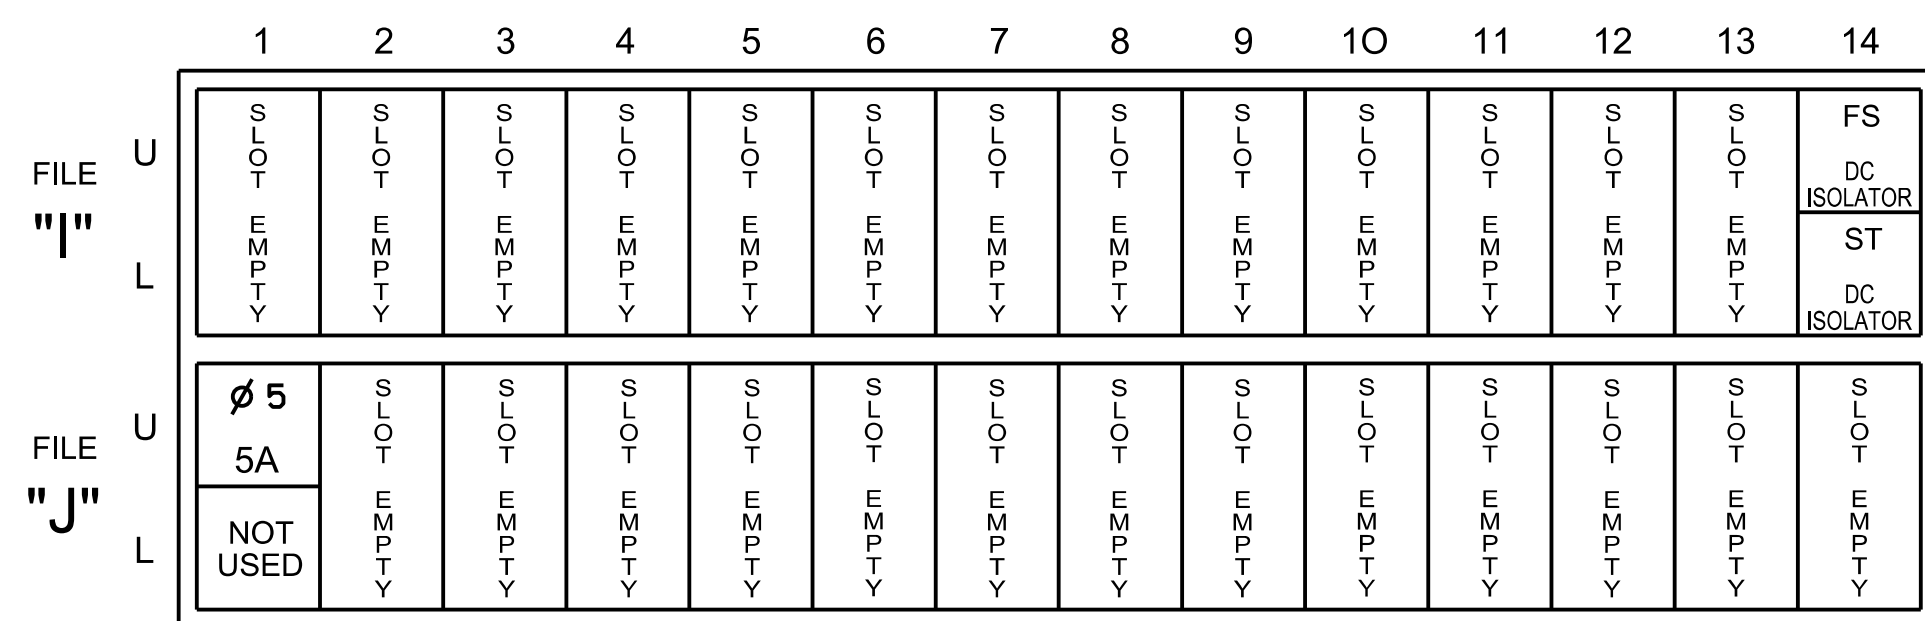 1 2 3 4 5 6 7 8 9 10 11 12 13 14
FILE "I"
U
L
SLOT EMPTY
SLOT EMPTY
SLOT EMPTY
SLOT EMPTY
SLOT EMPTY
SLOT EMPTY
SLOT EMPTY
SLOT EMPTY
SLOT EMPTY
SLOT EMPTY
SLOT EMPTY
SLOT EMPTY
SLOT EMPTY
FS
DC
ISOLATOR
ST
DC
ISOLATOR
FILE "J"
U
L
ø 5
5A
NOT
USED
SLOT EMPTY
SLOT EMPTY
SLOT EMPTY
SLOT EMPTY
SLOT EMPTY
SLOT EMPTY
SLOT EMPTY
SLOT EMPTY
SLOT EMPTY
SLOT EMPTY
SLOT EMPTY
SLOT EMPTY
SLOT EMPTY